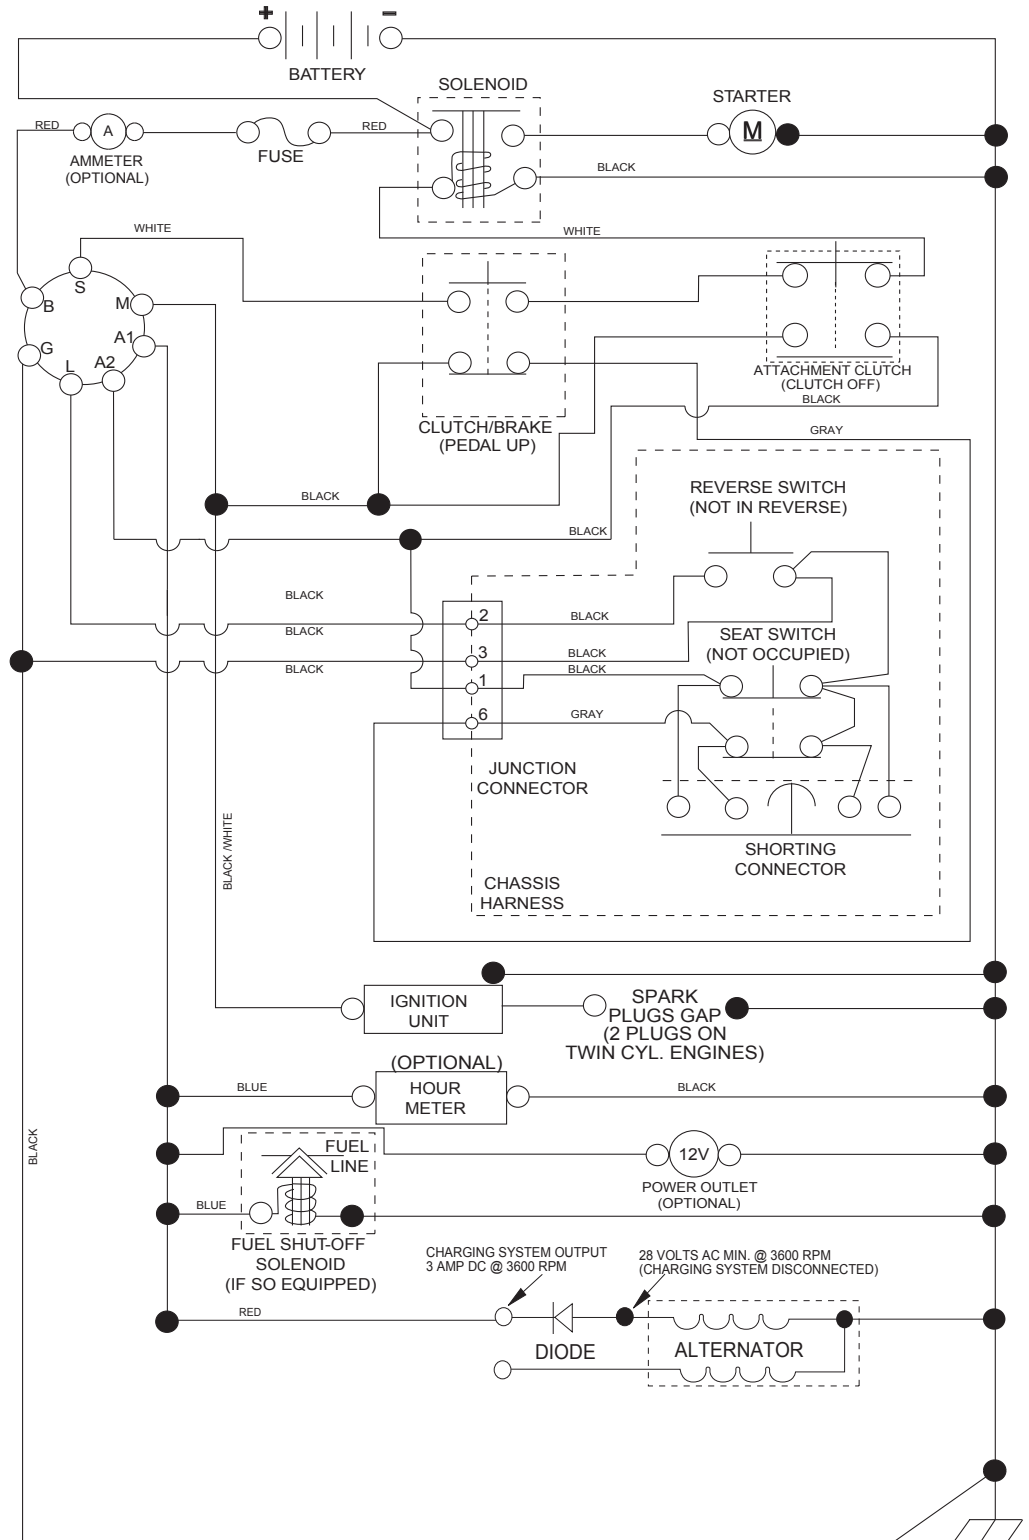 + −
BATTERY
SOLENOID
STARTER
RED
A
RED
M
AMMETER
(OPTIONAL)
FUSE
BLACK
WHITE
WHITE
S
B
M
G
A1
L
A2
ATTACHMENT CLUTCH
(CLUTCH OFF)
BLACK
CLUTCH/BRAKE
(PEDAL UP)
GRAY
REVERSE SWITCH
(NOT IN REVERSE)
BLACK
BLACK
BLACK
2
BLACK
BLACK
SEAT SWITCH
(NOT OCCUPIED)
3
BLACK
BLACK
BLACK
1
6
GRAY
JUNCTION
CONNECTOR
SHORTING
CONNECTOR
BLACK /WHITE
CHASSIS
HARNESS
IGNITION
UNIT
SPARK
PLUGS GAP
(2 PLUGS ON
TWIN CYL. ENGINES)
(OPTIONAL)
BLUE
HOUR
METER
BLACK
BLACK
FUEL
LINE
12V
POWER OUTLET
(OPTIONAL)
BLUE
FUEL SHUT-OFF
SOLENOID
(IF SO EQUIPPED)
CHARGING SYSTEM OUTPUT
3 AMP DC @ 3600 RPM
28 VOLTS AC MIN. @ 3600 RPM
(CHARGING SYSTEM DISCONNECTED)
RED
DIODE
ALTERNATOR